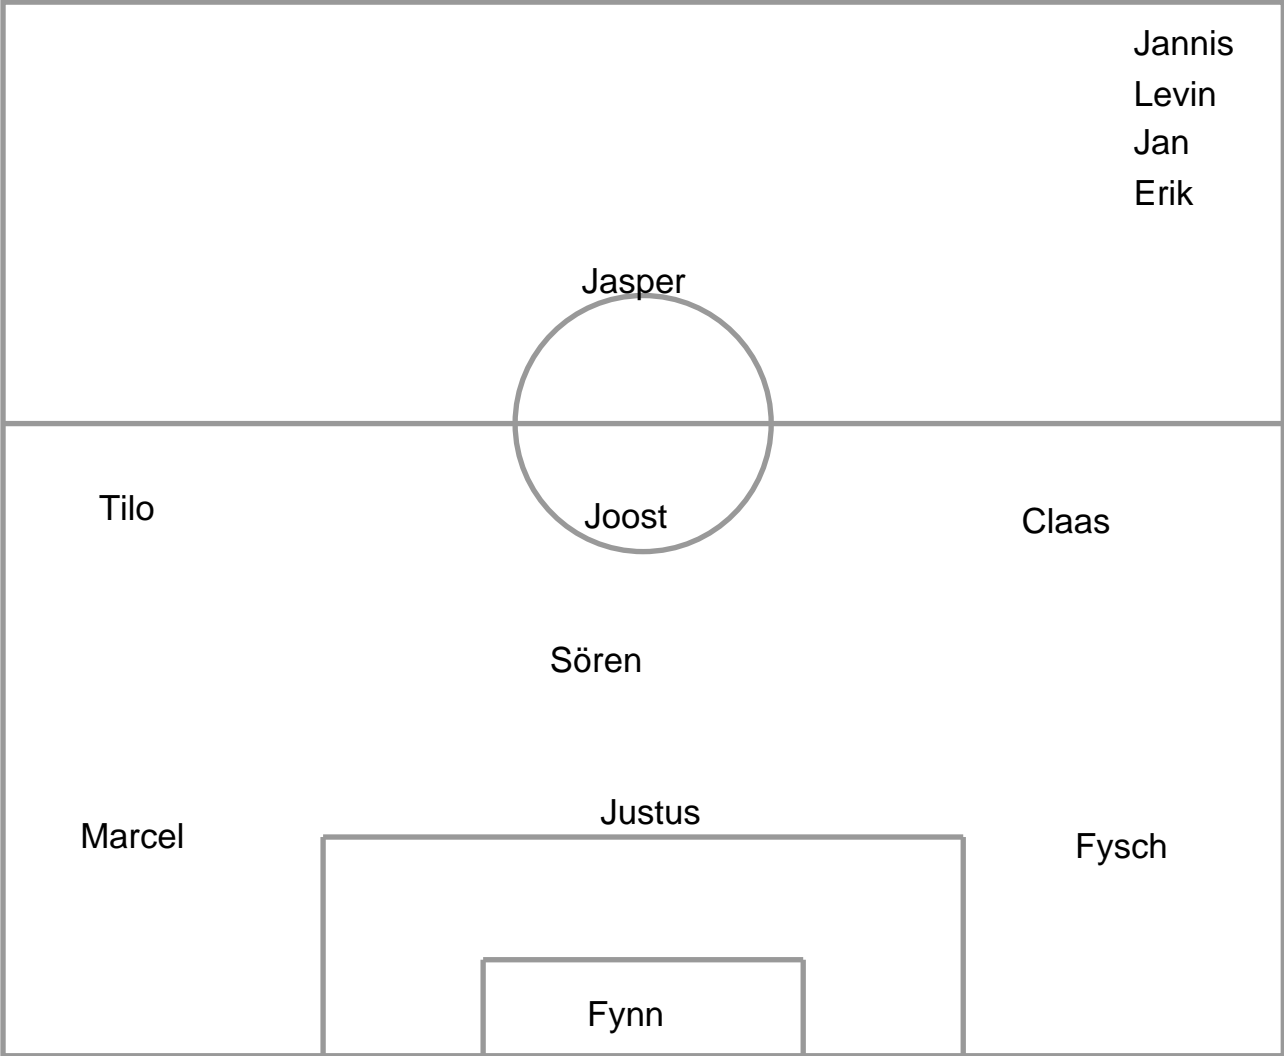 Jannis
Levin
Jan
Erik
Jasper
Tilo
Joost
Claas
Sören
Justus
Marcel
Fysch
Fynn